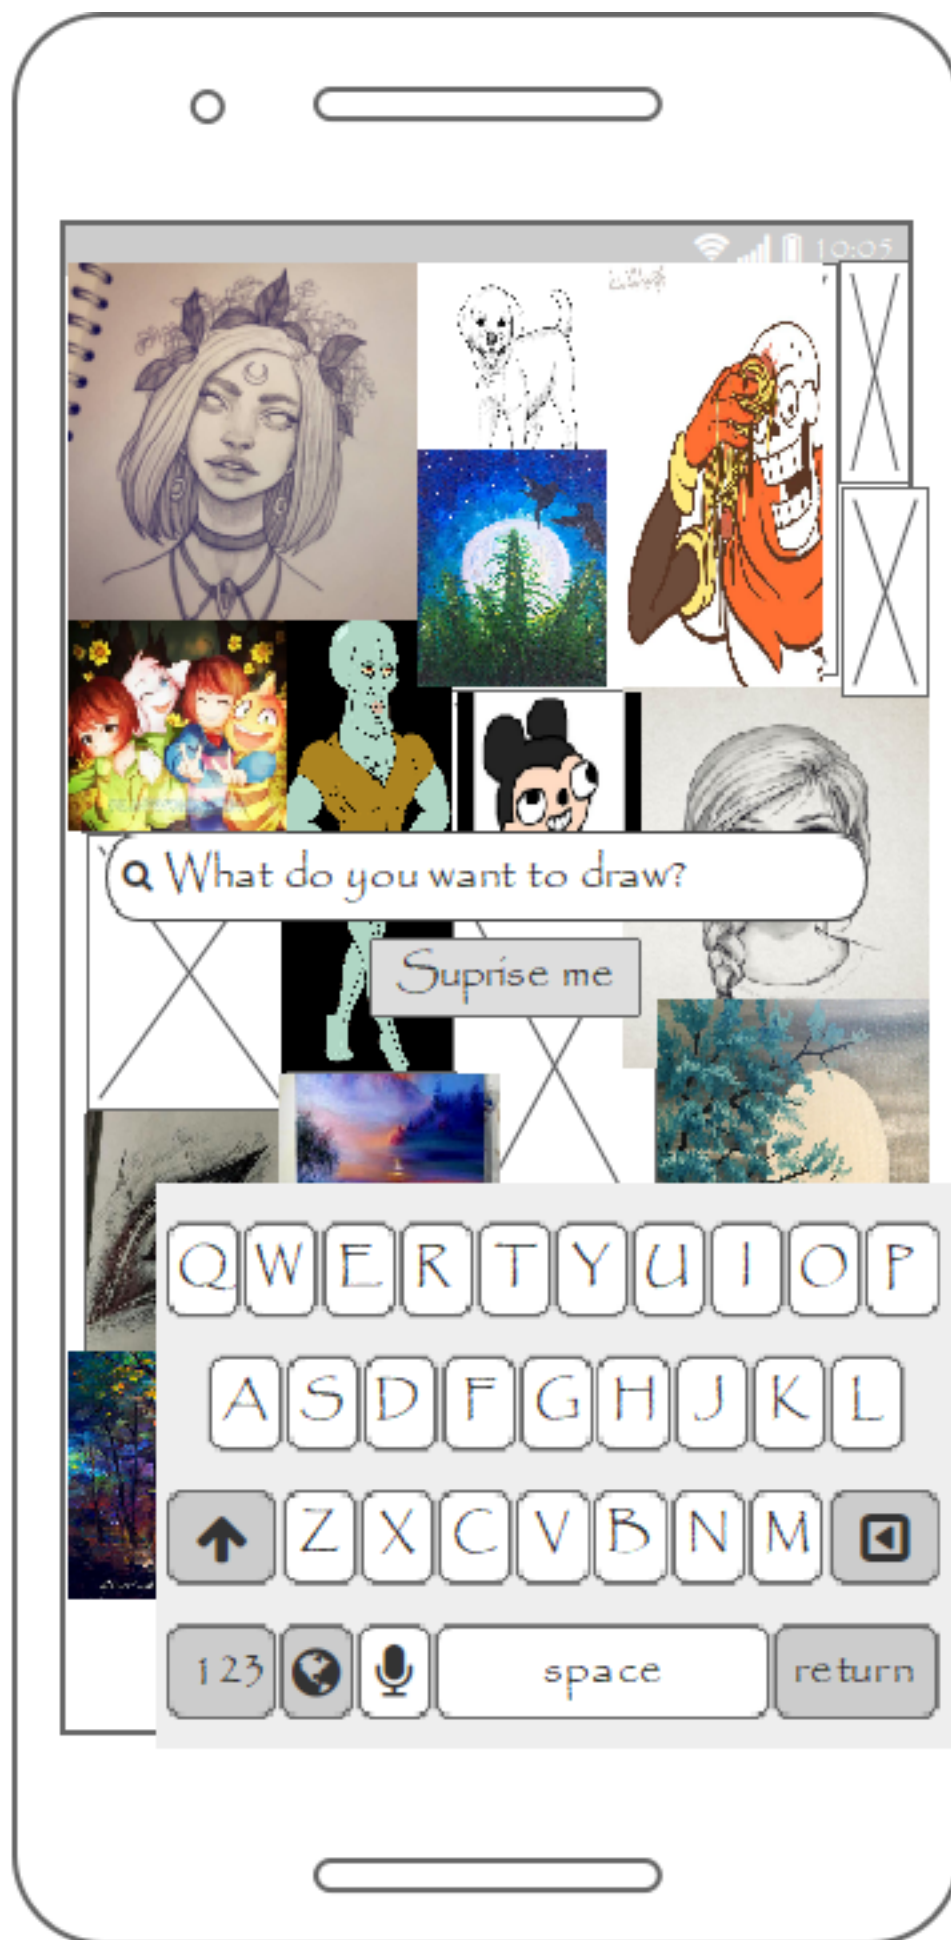 10:05
What do you want to draw?
Suprise me
Q W E R T Y U I O P
A S D F G H J K L
Z X C V B N M
123 space return